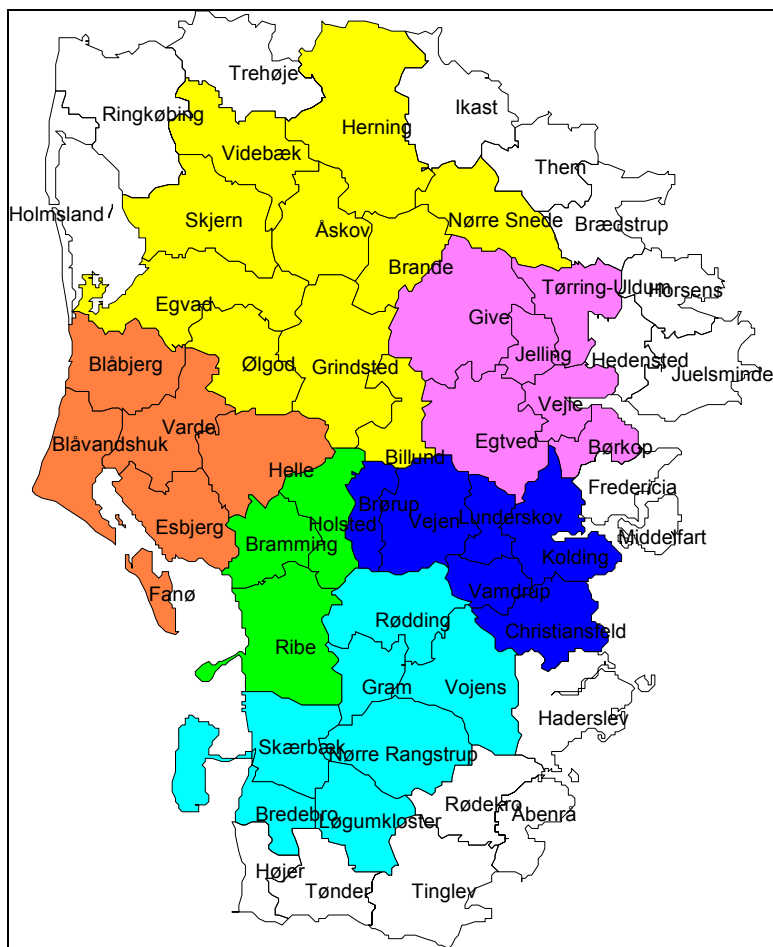 Trehøje
Ringkøbing
Ikast
Herning
Videbæk
Them
Holmsland
Skjern
Åskov
Nørre Snede
Brædstrup
Brande
Egvad
Tørring-Uldum
Horsens
Give
Blåbjerg
Ølgod
Grindsted
Jelling
Hedensted
Juelsminde
Vejle
Varde
Blåvandshuk
Egtved
Børkop
Helle
Billund
Fredericia
Esbjerg
Holsted
Brørup
Vejen
Lunderskov
Bramming
Kolding
Middelfart
Fanø
Vamdrup
Rødding
Christiansfeld
Ribe
Gram
Vojens
Haderslev
Skærbæk
Nørre Rangstrup
Bredebro
Løgumkloster
Rødekro
Åbenrå
Højer
Tønder
Tinglev